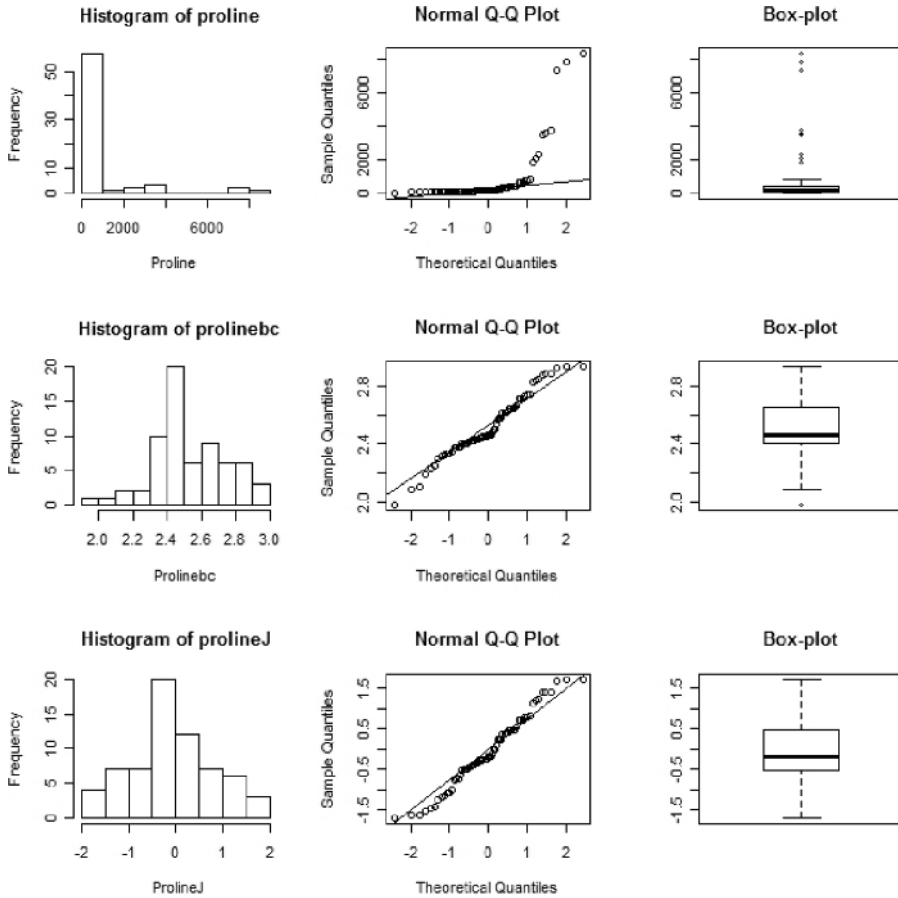 Histogram of proline
Normal Q-Q Plot
Box-plot
Frequency
0 10 30 50
0 2000 6000
Proline
Sample Quantiles
0 2000 6000
-2 -1 0 1 2
Theoretical Quantiles
0 2000 6000
Histogram of prolinebc
Normal Q-Q Plot
Box-plot
Frequency
0 5 10 15 20
2.0 2.2 2.4 2.6 2.8 3.0
Prolinebc
Sample Quantiles
2.0 2.4 2.8
-2 -1 0 1 2
Theoretical Quantiles
2.0 2.4 2.8
Histogram of prolineJ
Normal Q-Q Plot
Box-plot
Frequency
0 5 10 15 20
-2 -1 0 1 2
ProlineJ
Sample Quantiles
-1.5 -0.5 0.5 1.5
-2 -1 0 1 2
Theoretical Quantiles
-1.5 -0.5 0.5 1.5